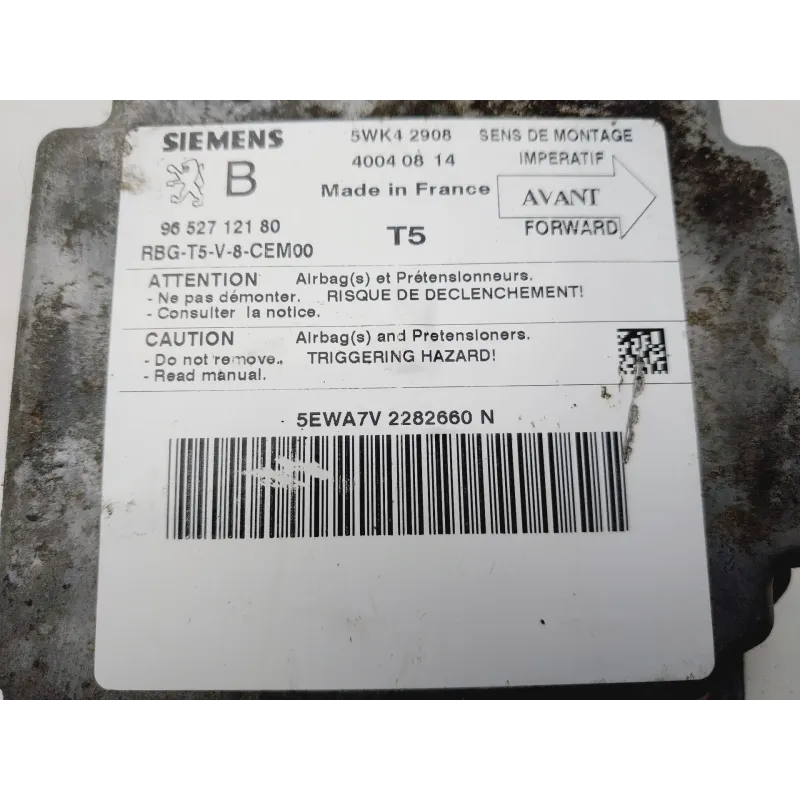 SIEMENS 5WK4 2908 SENS DE MONTAGE
B 4004 08 14 IMPERATIF
Made in France AVANT
96 527 121 80 T5 FORWARD
RBG-T5-V-8-CEM00
ATTENTION Airbag(s) et Prétensionneurs.
- Ne pas démonter. RISQUE DE DECLENCHEMENT!
- Consulter la notice.
CAUTION Airbag(s) and Pretensioners.
- Do not remove. TRIGGERING HAZARD!
- Read manual.
5EWA7V 2282660 N